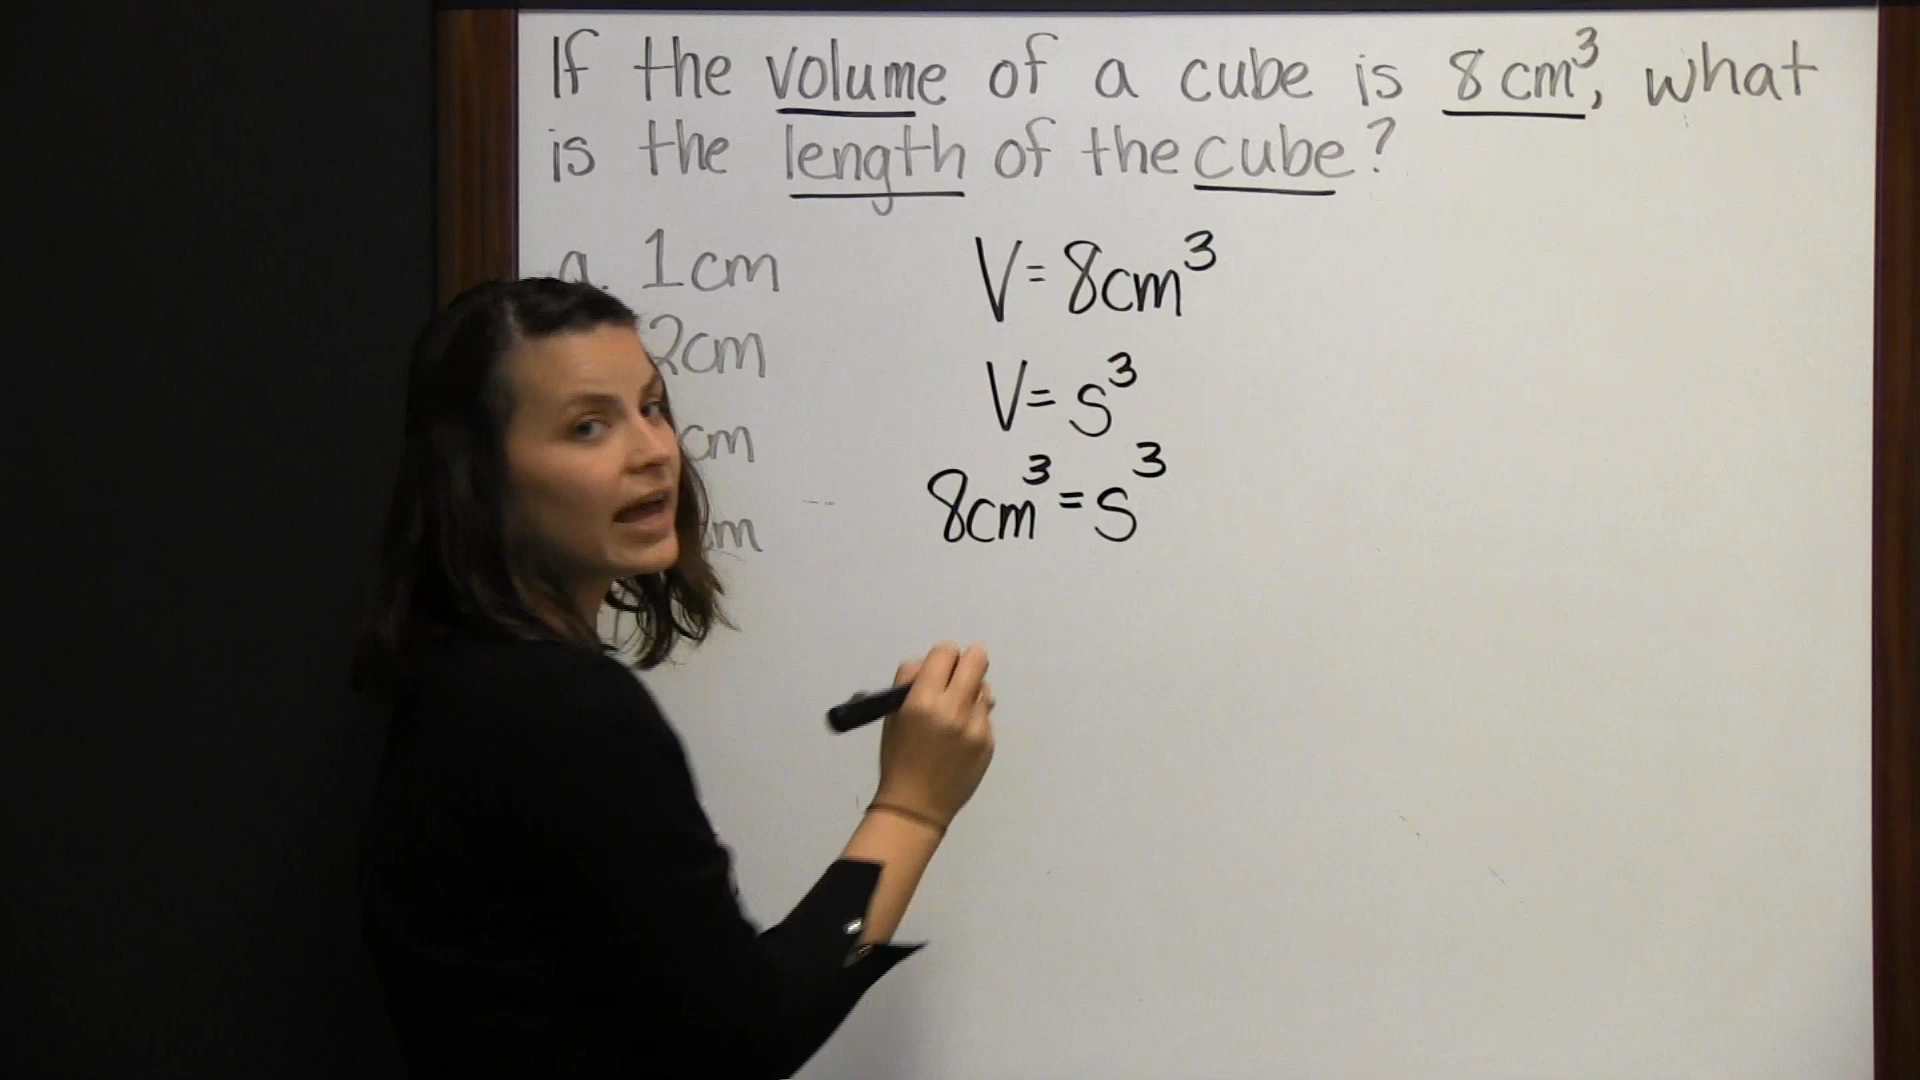 If the volume of a cube is 8cm³, what
is the length of the cube?
a. 1cm
2cm
cm
m
V=8cm³
V=s³
8cm³=s³